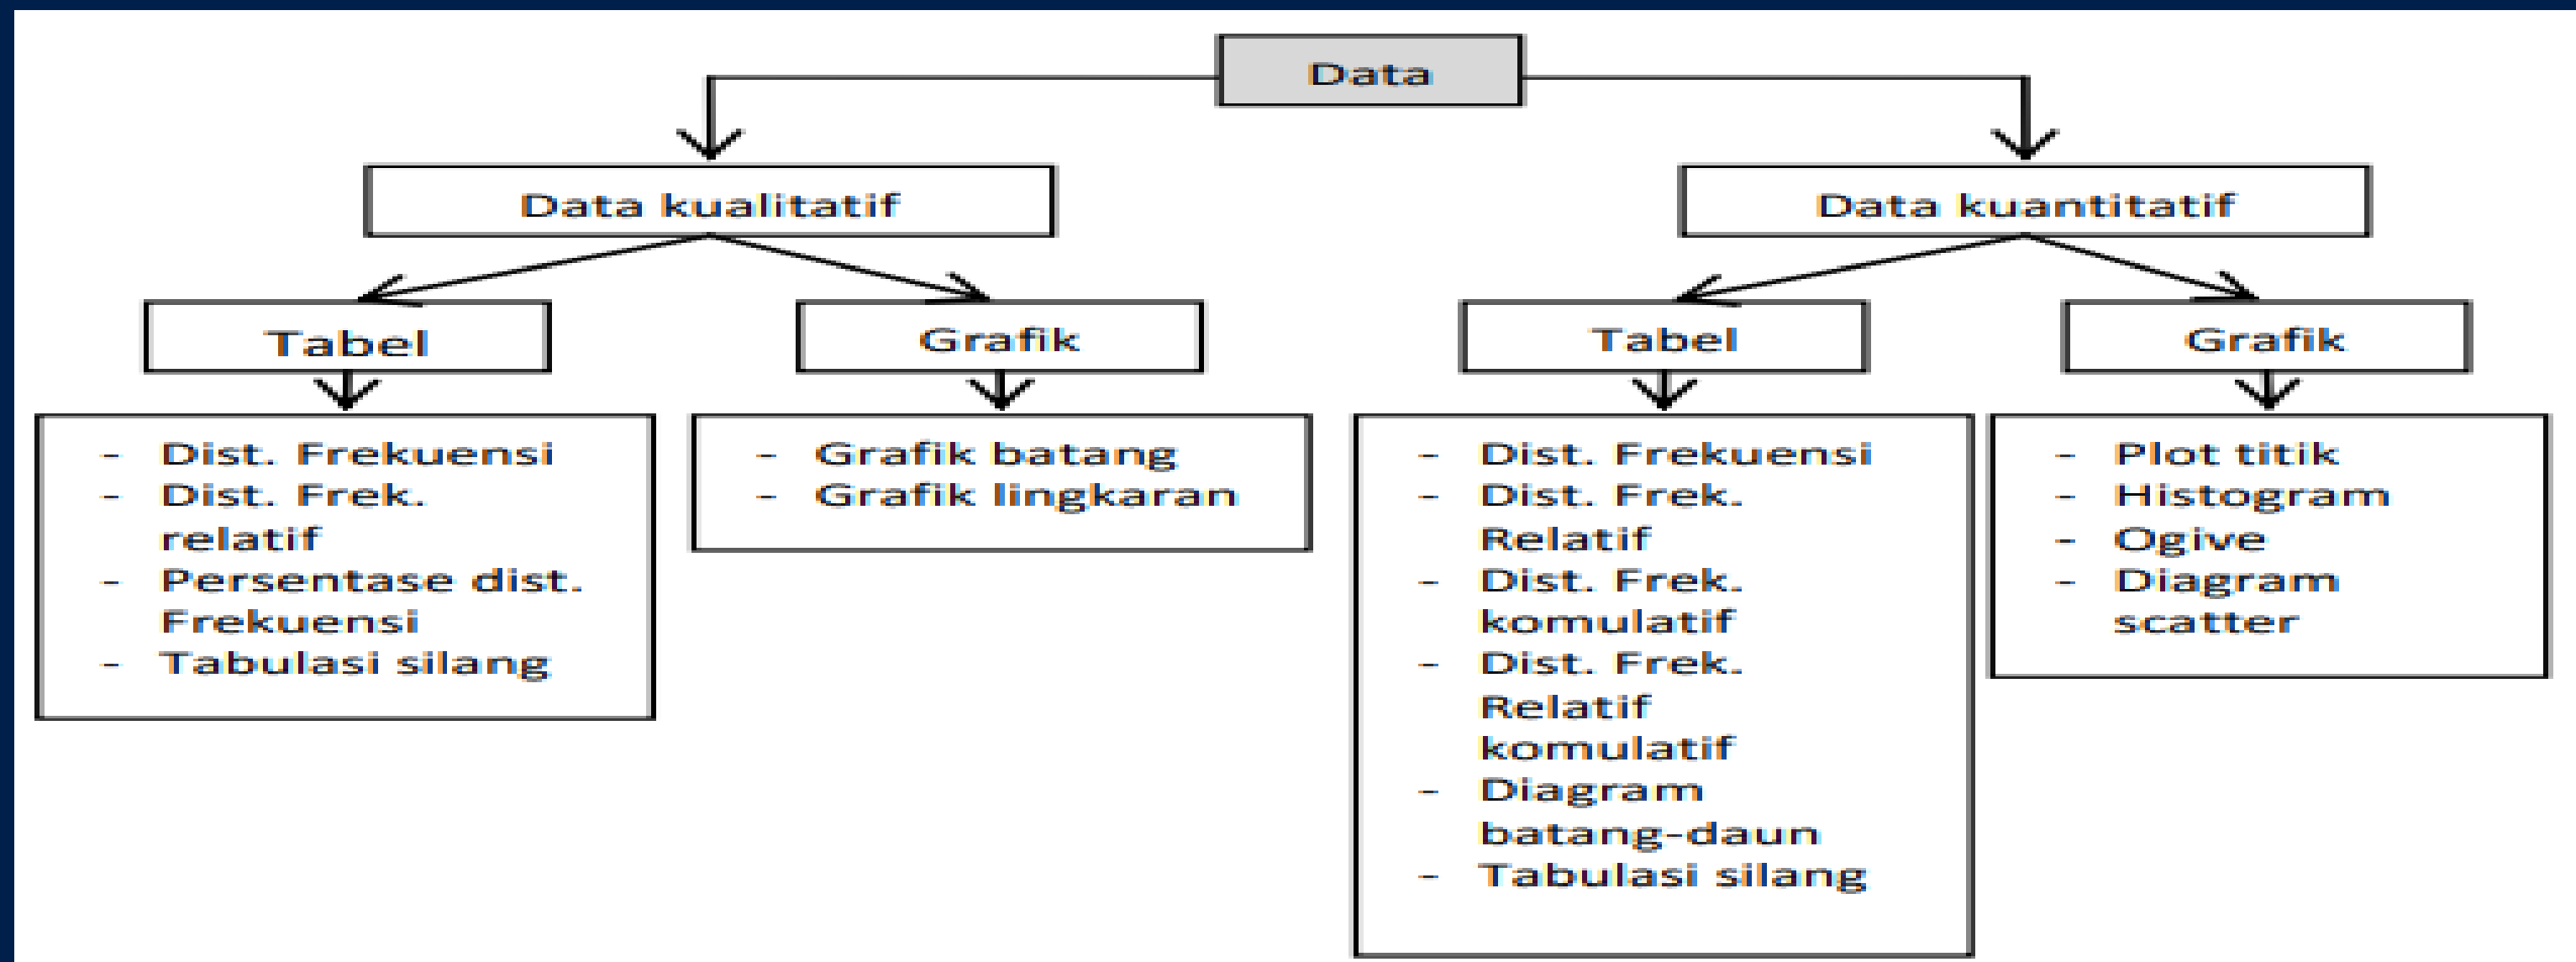 Data
Data kualitatif
Data kuantitatif
Tabel
Grafik
Tabel
Grafik
- Dist. Frekuensi
- Dist. Frek.
relatif
- Persentase dist.
Frekuensi
- Tabulasi silang
- Grafik batang
- Grafik lingkaran
- Dist. Frekuensi
- Dist. Frek.
Relatif
- Dist. Frek.
komulatif
- Dist. Frek.
Relatif
komulatif
- Diagram
batang-daun
- Tabulasi silang
- Plot titik
- Histogram
- Ogive
- Diagram
scatter